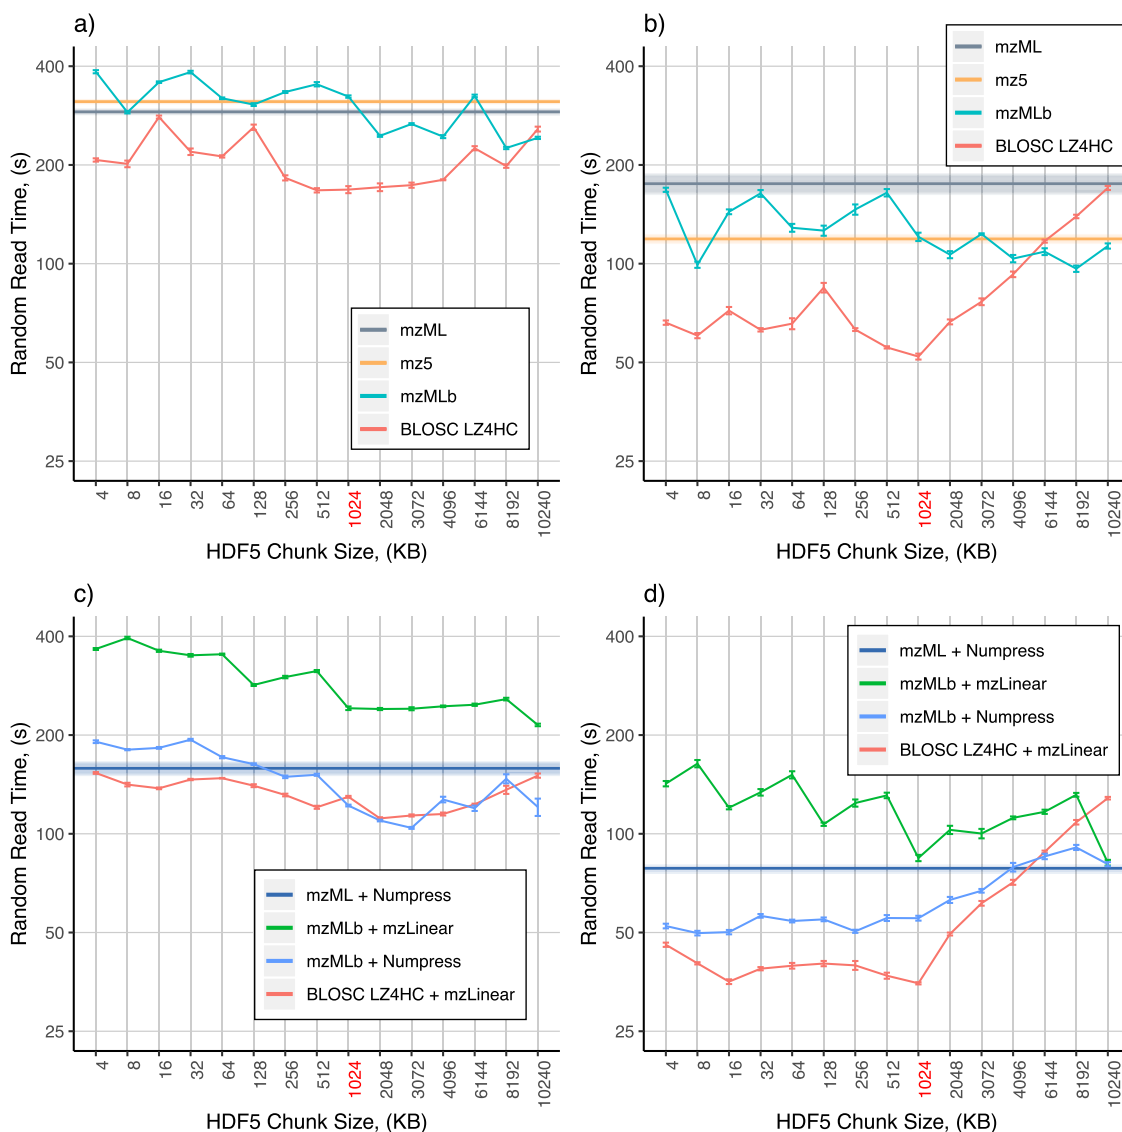 a)
Random Read Time, (s)
400
200
100
50
25
mzML
mz5
mzMLb
BLOSC LZ4HC
4 8 16 32 64 128 256 512 1024 2048 3072 4096 6144 8192 10240
HDF5 Chunk Size, (KB)
b)
Random Read Time, (s)
400
200
100
50
25
mzML
mz5
mzMLb
BLOSC LZ4HC
4 8 16 32 64 128 256 512 1024 2048 3072 4096 6144 8192 10240
HDF5 Chunk Size, (KB)
c)
Random Read Time, (s)
400
200
100
50
25
mzML + Numpress
mzMLb + mzLinear
mzMLb + Numpress
BLOSC LZ4HC + mzLinear
4 8 16 32 64 128 256 512 1024 2048 3072 4096 6144 8192 10240
HDF5 Chunk Size, (KB)
d)
Random Read Time, (s)
400
200
100
50
25
mzML + Numpress
mzMLb + mzLinear
mzMLb + Numpress
BLOSC LZ4HC + mzLinear
4 8 16 32 64 128 256 512 1024 2048 3072 4096 6144 8192 10240
HDF5 Chunk Size, (KB)